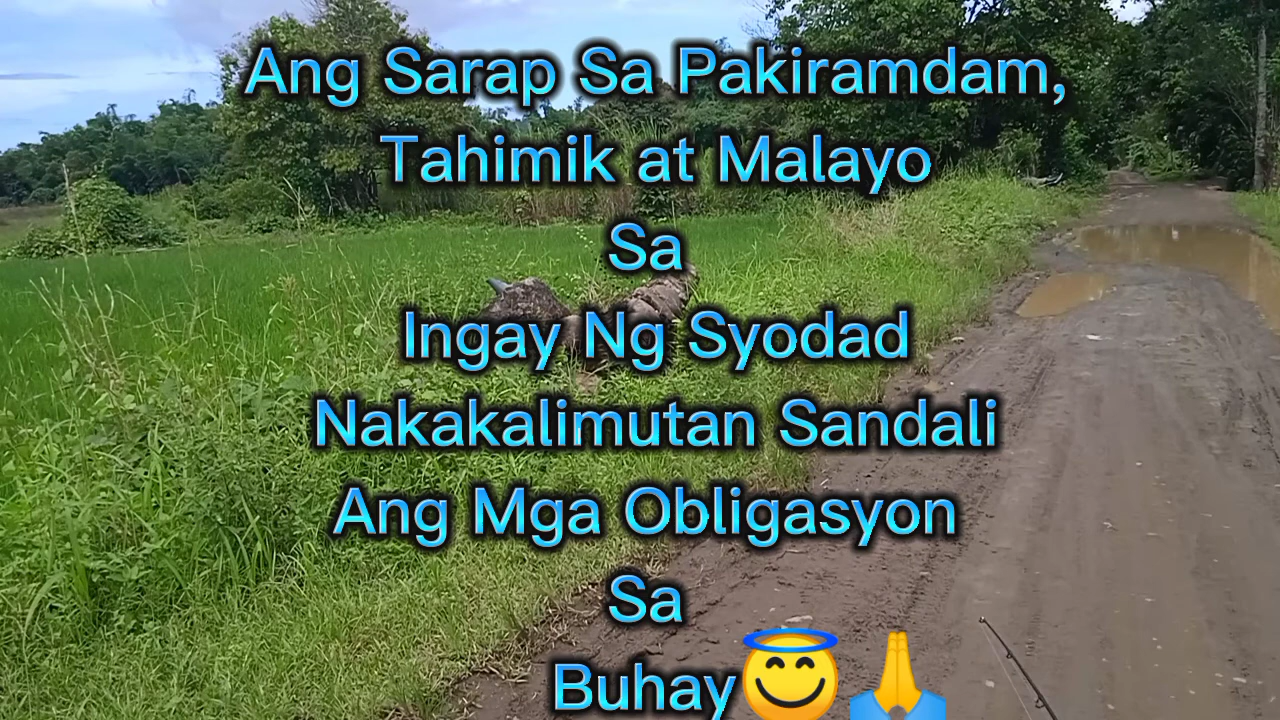 Ang Sarap Sa Pakiramdam,
Tahimik at Malayo
Sa
Ingay Ng Syodad
Nakakalimutan Sandali
Ang Mga Obligasyon
Sa
Buhay😇🙏